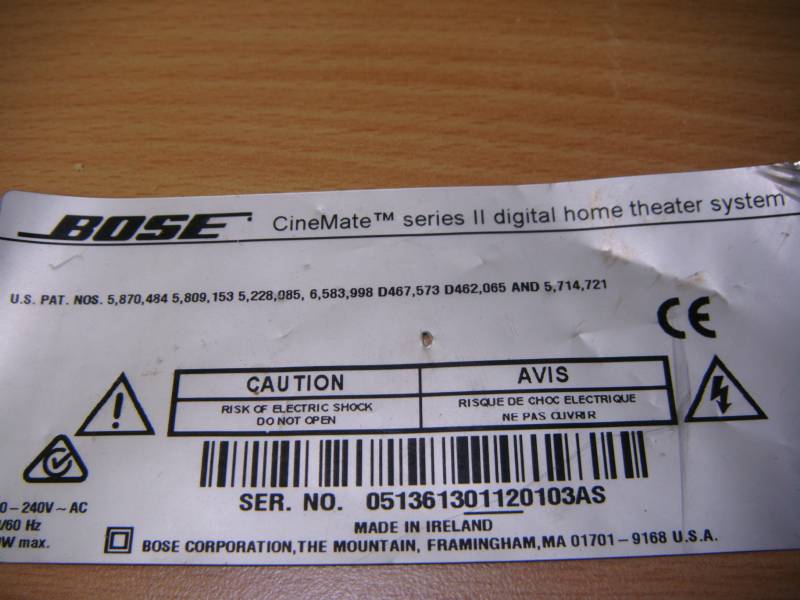 BOSE CineMate™ series II digital home theater system
U.S. PAT. NOS. 5,870,484 5,809,153 5,228,085, 6,583,998 D467,573 D462,065 AND 5,714,721
CE
CAUTION
RISK OF ELECTRIC SHOCK
DO NOT OPEN
AVIS
RISQUE DE CHOC ELECTRIQUE
NE PAS OUVRIR
SER. NO. 051361301120103AS
0-240V~AC
/60 Hz
W max.
MADE IN IRELAND
BOSE CORPORATION,THE MOUNTAIN, FRAMINGHAM,MA 01701-9168 U.S.A.